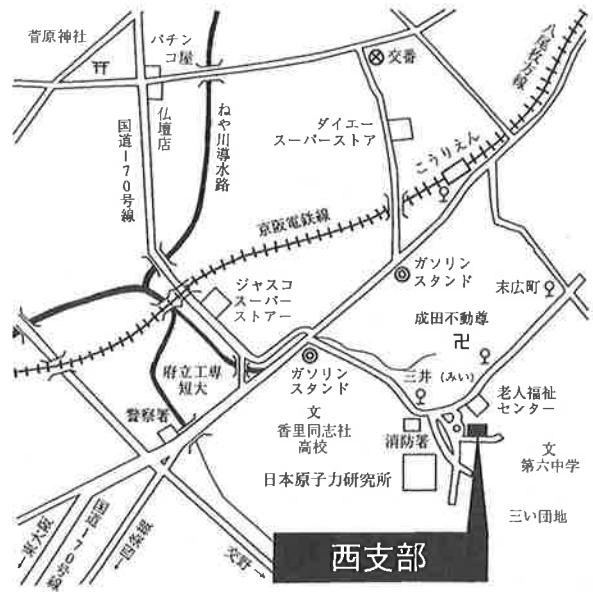 菅原神社
パチン
コ屋
交番
八尾枚方線
仏壇店
国道170号線
ねや川導水路
ダイエー
スーパーストア
こうりえん
京阪電鉄線
ジャスコ
スーパー
ストアー
ガソリン
スタンド
末広町
成田不動尊
府立工専
短大
ガソリン
スタンド
三井(みい)
老人福祉
センター
警察署
文
香里同志社
高校
消防署
文
第六中学
日本原子力研究所
三い団地
←東大阪
国道170号線
←四条畷
交野→
西支部